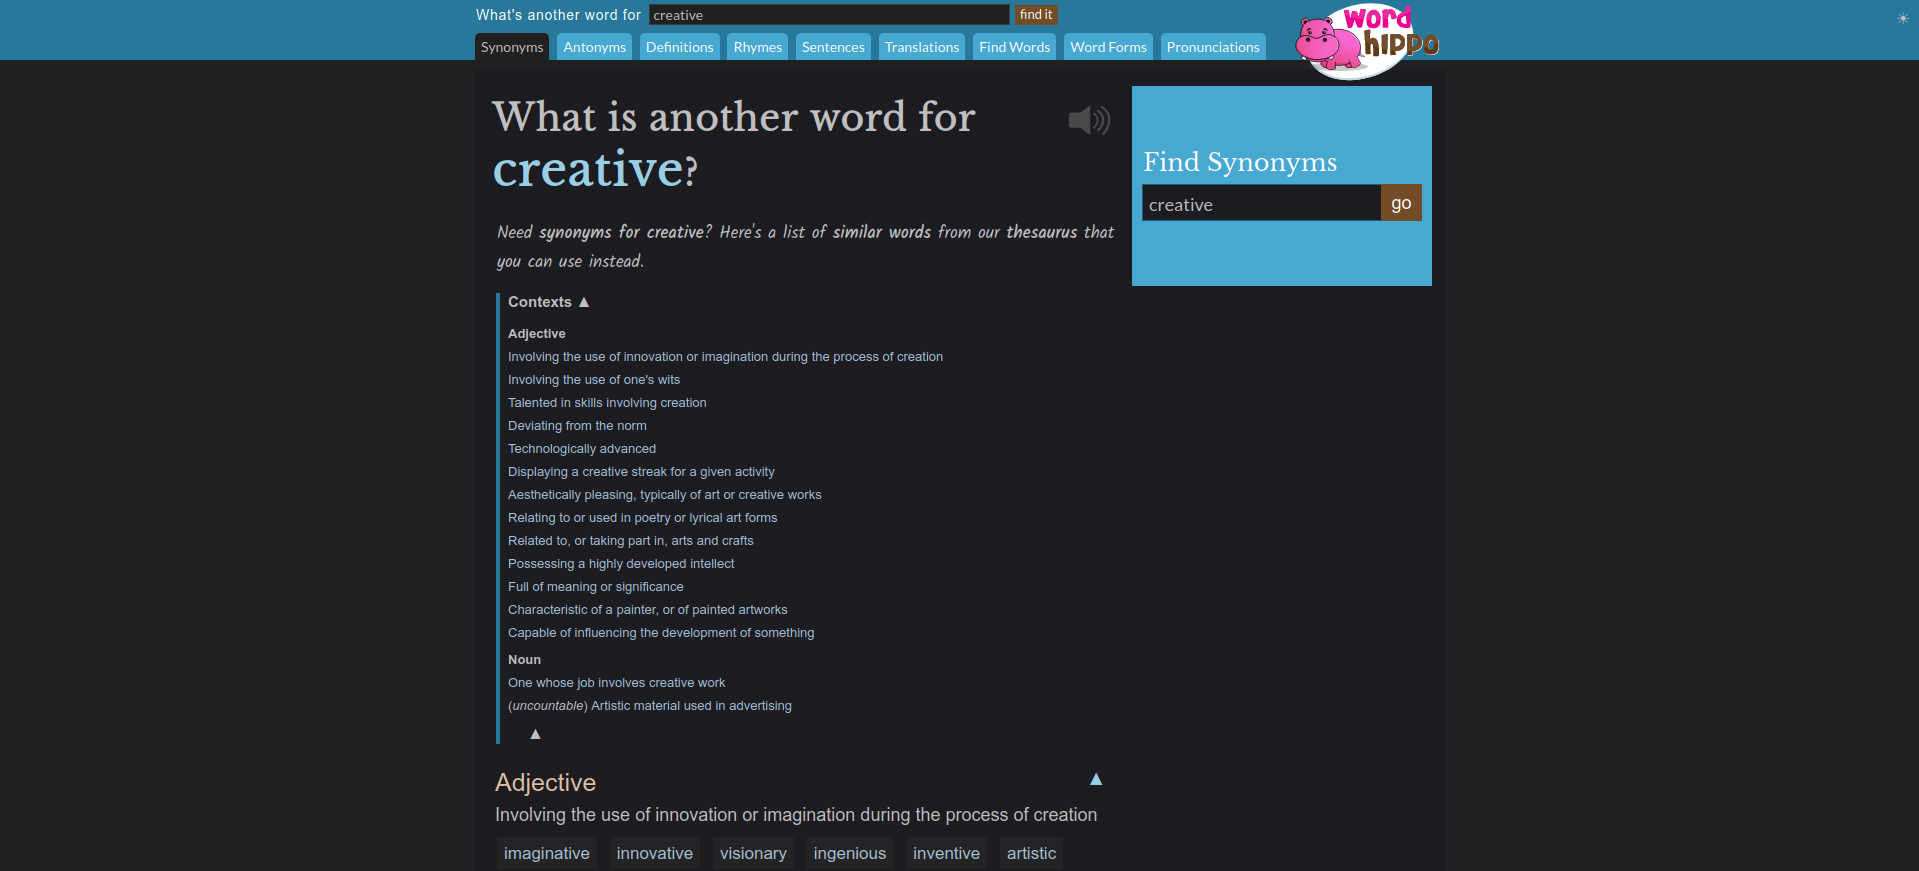 What's another word for creative find it
word
hippo
Synonyms Antonyms Definitions Rhymes Sentences Translations Find Words Word Forms Pronunciations
What is another word for
creative?
Find Synonyms
creative go
Need synonyms for creative? Here's a list of similar words from our thesaurus that
you can use instead.
Contexts ▲
Adjective
Involving the use of innovation or imagination during the process of creation
Involving the use of one's wits
Talented in skills involving creation
Deviating from the norm
Technologically advanced
Displaying a creative streak for a given activity
Aesthetically pleasing, typically of art or creative works
Relating to or used in poetry or lyrical art forms
Related to, or taking part in, arts and crafts
Possessing a highly developed intellect
Full of meaning or significance
Characteristic of a painter, or of painted artworks
Capable of influencing the development of something
Noun
One whose job involves creative work
(uncountable) Artistic material used in advertising
▲
Adjective ▲
Involving the use of innovation or imagination during the process of creation
imaginative innovative visionary ingenious inventive artistic